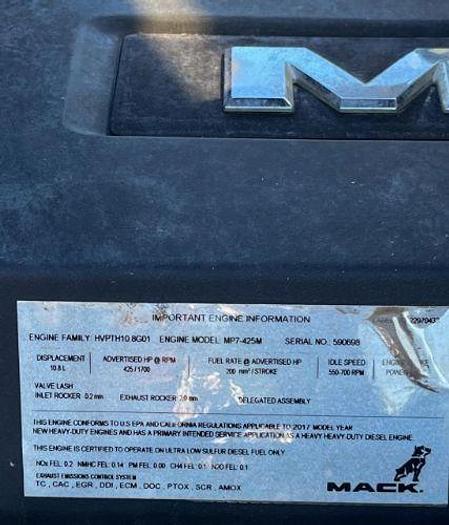 M
IMPORTANT ENGINE INFORMATION
ENGINE FAMILY: HVPTH10.8G01 ENGINE MODEL: MP7-425M SERIAL NO: 590698
DISPLACEMENT ADVERTISED HP @ RPM FUEL RATE @ ADVERTISED HP IDLE SPEED
10.8 L 425 / 1700 200 mm³ / STROKE 550-700 RPM
VALVE LASH
INLET ROCKER 0.2 mm EXHAUST ROCKER DELEGATED ASSEMBLY
THIS ENGINE CONFORMS TO U.S EPA AND CALIFORNIA REGULATIONS APPLICABLE TO 2017 MODEL YEAR
NEW HEAVY-DUTY ENGINES AND HAS A PRIMARY INTENDED SERVICE APPLICATION AS A HEAVY HEAVY-DUTY DIESEL ENGINE
THIS ENGINE IS CERTIFIED TO OPERATE ON ULTRA LOW SULFUR DIESEL FUEL ONLY
NOx FEL: 0.2 NMHC FEL: 0.14 PM FEL: 0.00 CH4 FEL: 0.1 N2O FEL: 0.1
EXHAUST EMISSIONS CONTROL SYSTEM
TC , CAC , EGR , DDI , ECM , DOC , PTOX , SCR , AMOX
MACK.